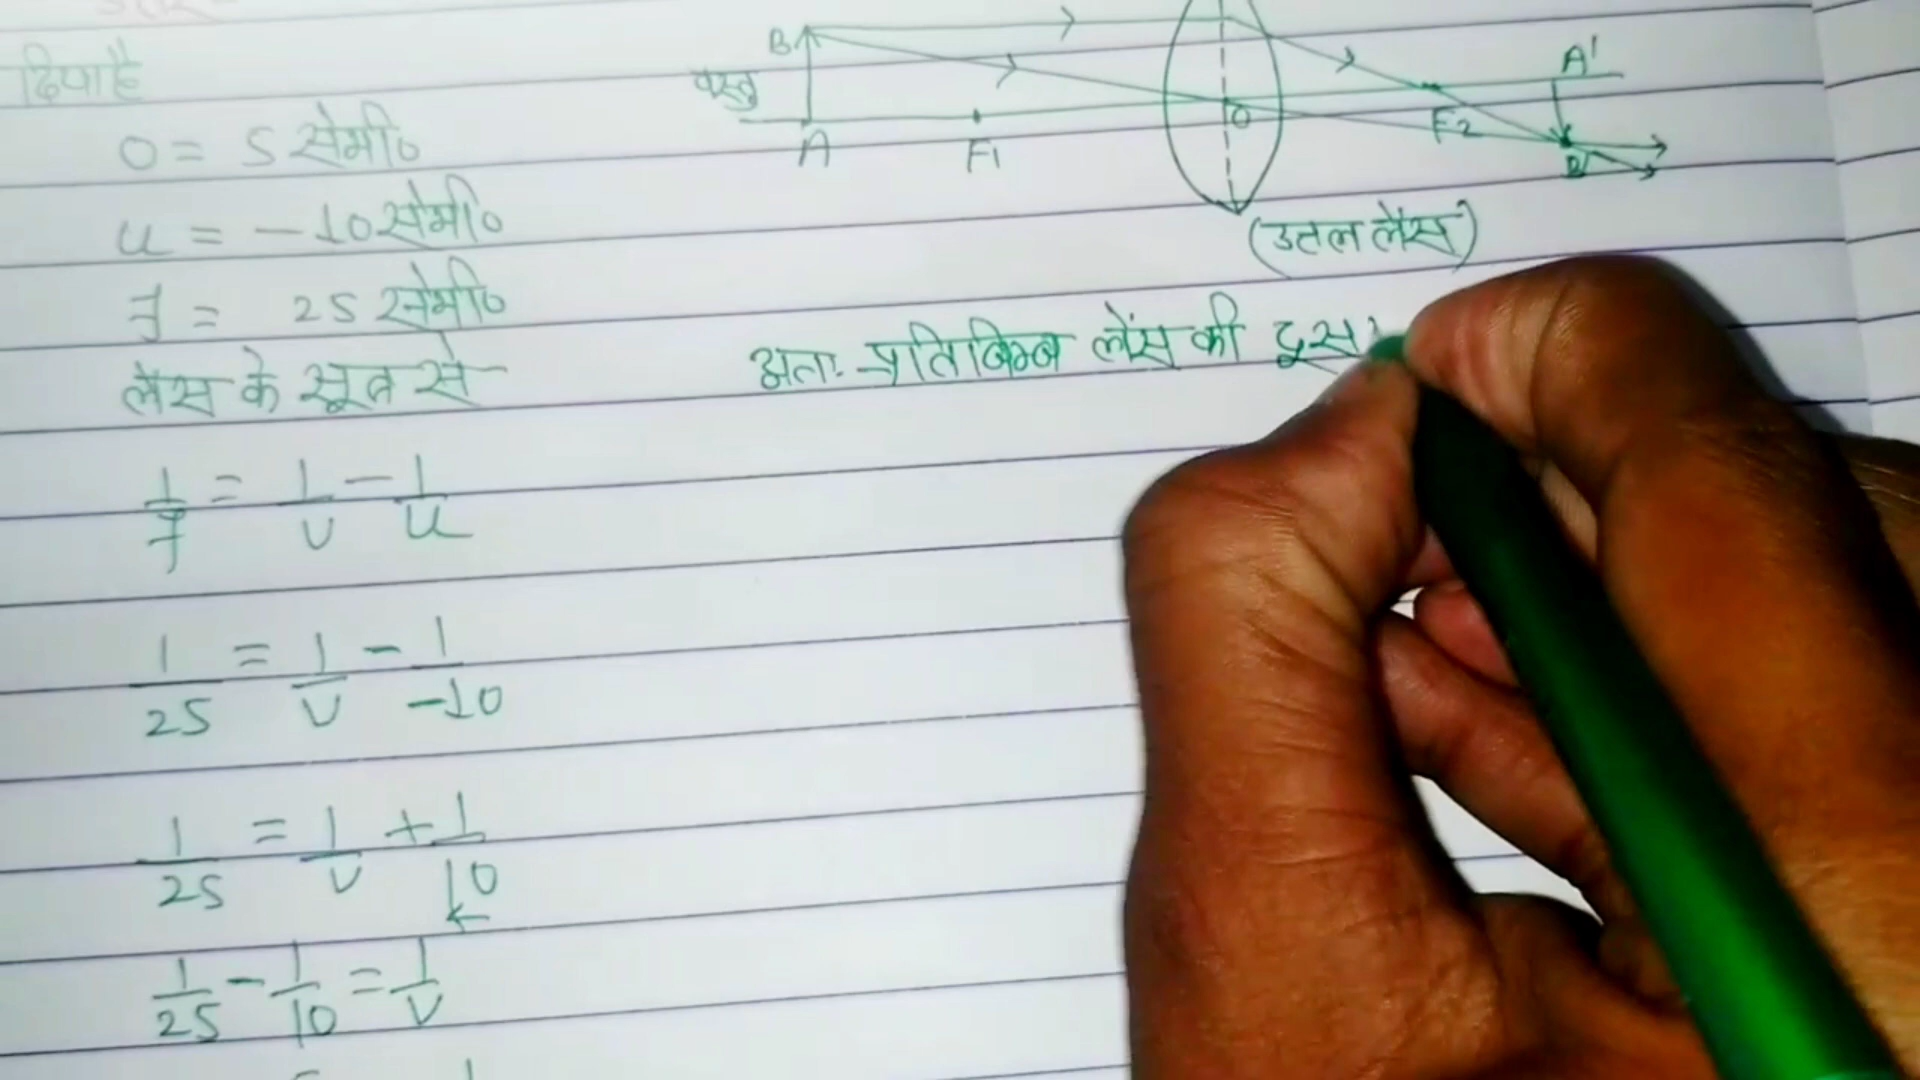 दिया है
O = 5 सेमी०
u = -10 सेमी०
f = 25 सेमी०
लेंस के सूत्र से
1/f = 1/v - 1/u
1/25 = 1/v - 1/-10
1/25 = 1/v + 1/10
1/25 - 1/10 = 1/v
B
वस्तु
A
F1
O
F2
A'
B'
(उत्तल लेंस)
अतः प्रतिबिम्ब लेंस की दूस